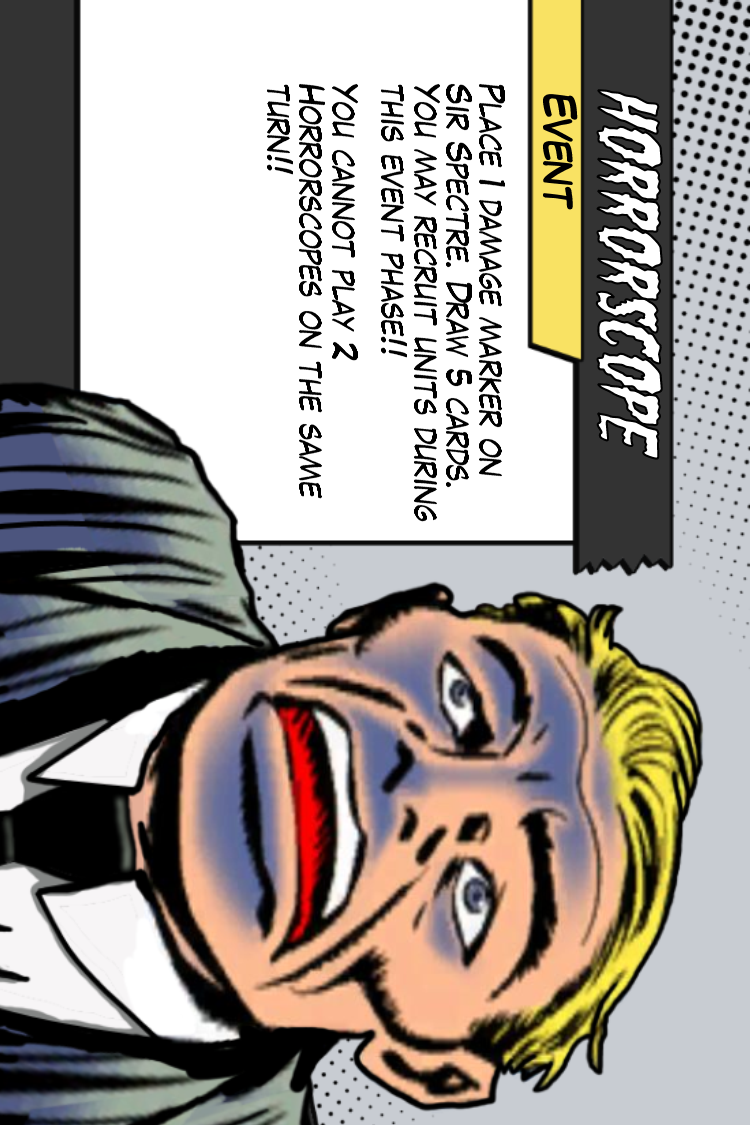 HORRORSCOPE
EVENT
PLACE 1 DAMAGE MARKER ON
SIR SPECTRE. DRAW 5 CARDS.
YOU MAY RECRUIT UNITS DURING
THIS EVENT PHASE!!
YOU CANNOT PLAY 2
HORRORSCOPES ON THE SAME
TURN!!